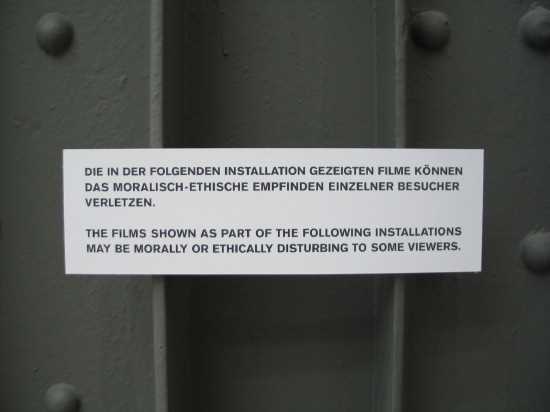 DIE IN DER FOLGENDEN INSTALLATION GEZEIGTEN FILME KÖNNEN
DAS MORALISCH-ETHISCHE EMPFINDEN EINZELNER BESUCHER
VERLETZEN.
THE FILMS SHOWN AS PART OF THE FOLLOWING INSTALLATIONS
MAY BE MORALLY OR ETHICALLY DISTURBING TO SOME VIEWERS.